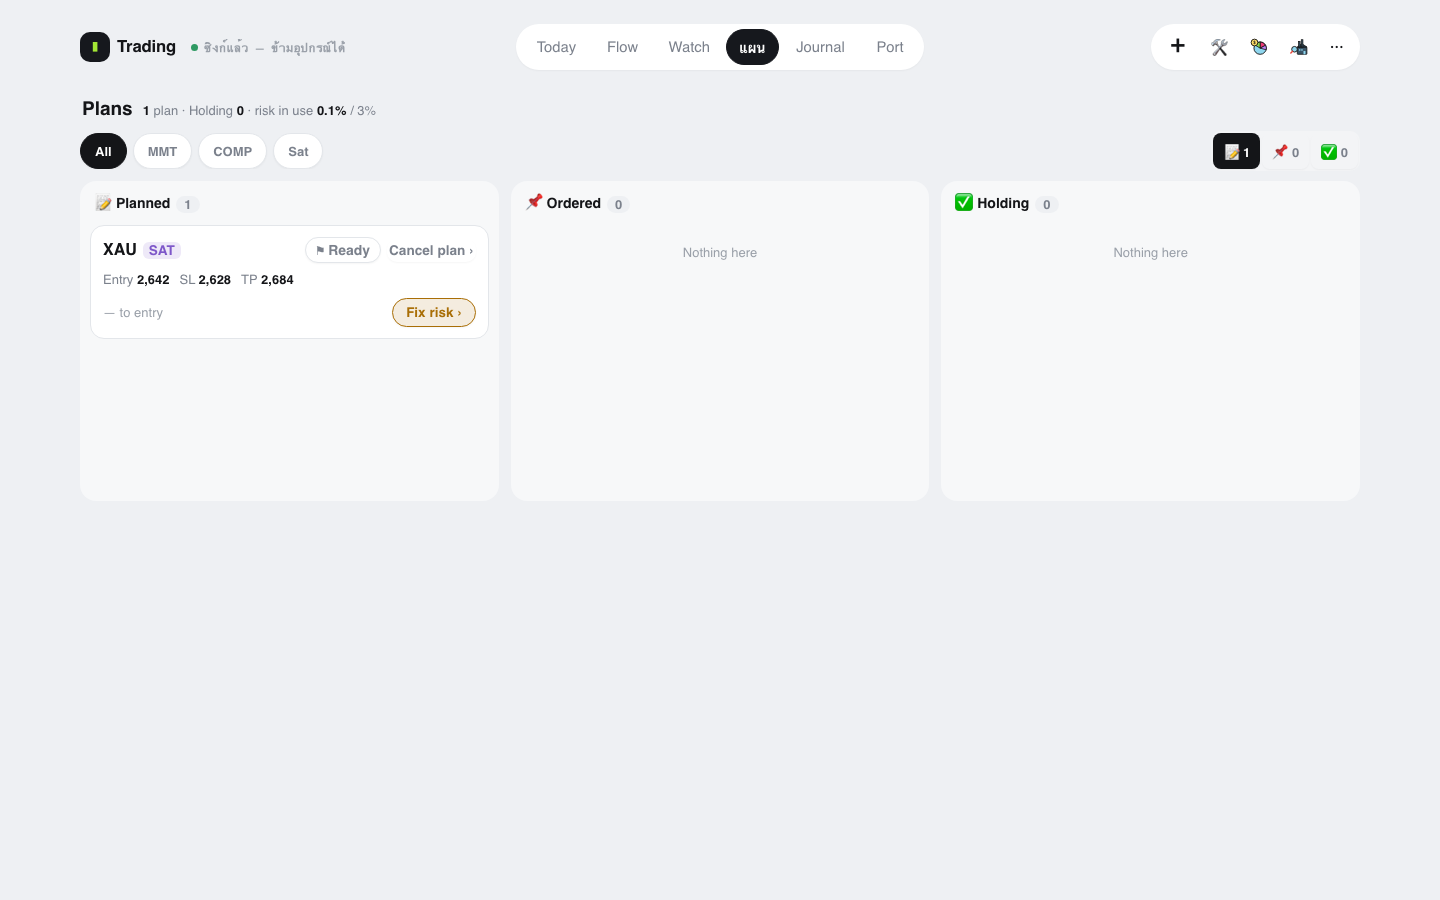 Trading
ซิงก์แล้ว — ข้ามอุปกรณ์ได้
Today Flow Watch แผน Journal Port
Plans 1 plan · Holding 0 · risk in use 0.1% / 3%
All MMT COMP Sat
1 0 0
Planned 1
XAU SAT Ready Cancel plan ›
Entry 2,642 SL 2,628 TP 2,684
— to entry Fix risk ›
Ordered 0
Nothing here
Holding 0
Nothing here